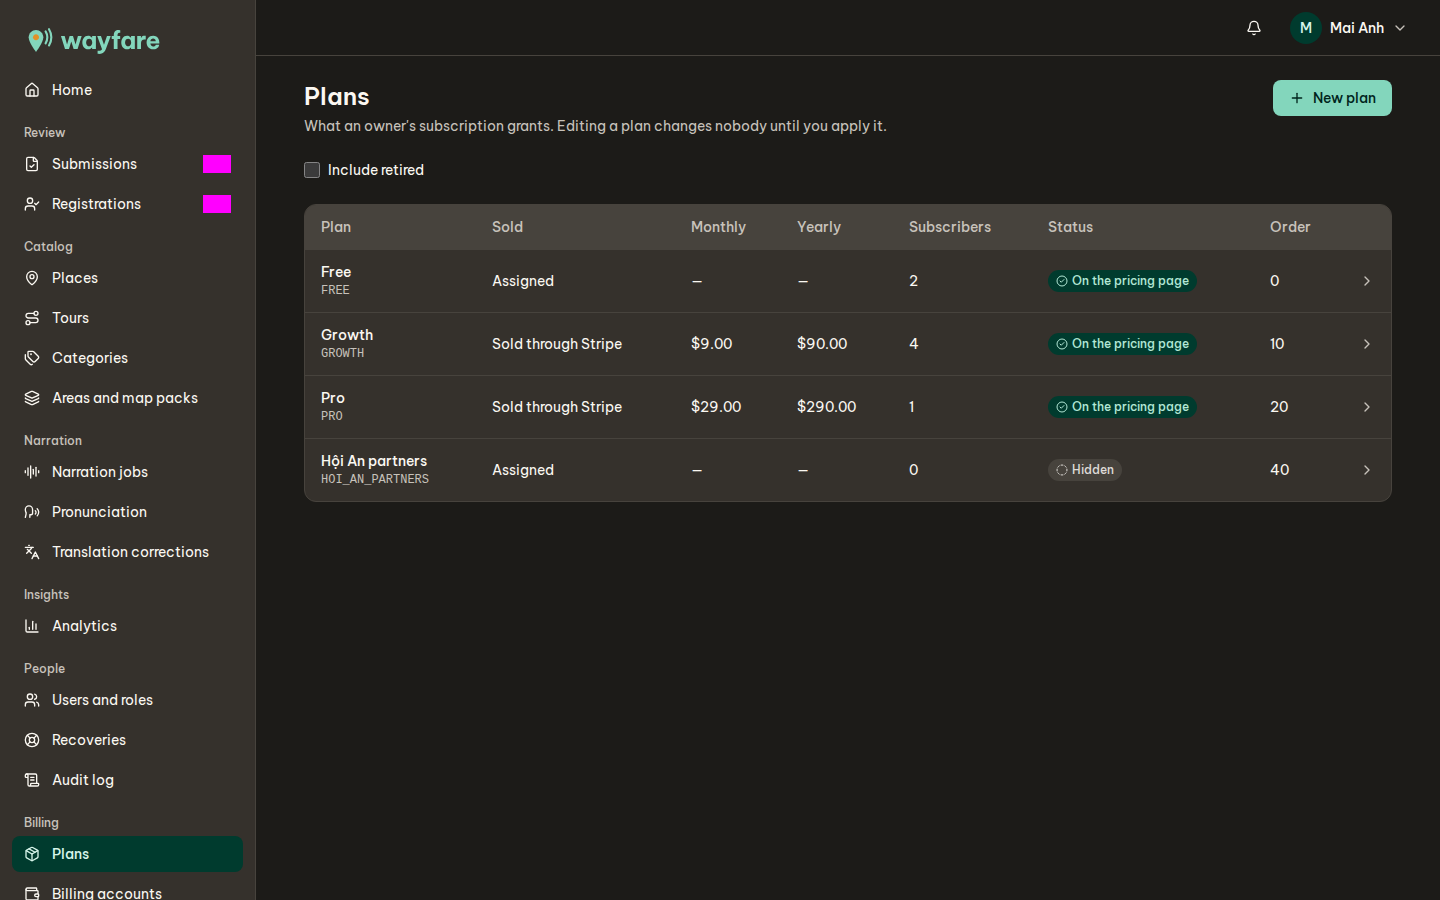 wayfare
Mai Anh
M
Home
Review
Submissions
Registrations
Catalog
Places
Tours
Categories
Areas and map packs
Narration
Narration jobs
Pronunciation
Translation corrections
Insights
Analytics
People
Users and roles
Recoveries
Audit log
Billing
Plans
Billing accounts
Plans
New plan
What an owner's subscription grants. Editing a plan changes nobody until you apply it.
Include retired
Plan Sold Monthly Yearly Subscribers Status Order
Free
FREE
Assigned — — 2 On the pricing page 0
Growth
GROWTH
Sold through Stripe $9.00 $90.00 4 On the pricing page 10
Pro
PRO
Sold through Stripe $29.00 $290.00 1 On the pricing page 20
Hội An partners
HOI_AN_PARTNERS
Assigned — — 0 Hidden 40